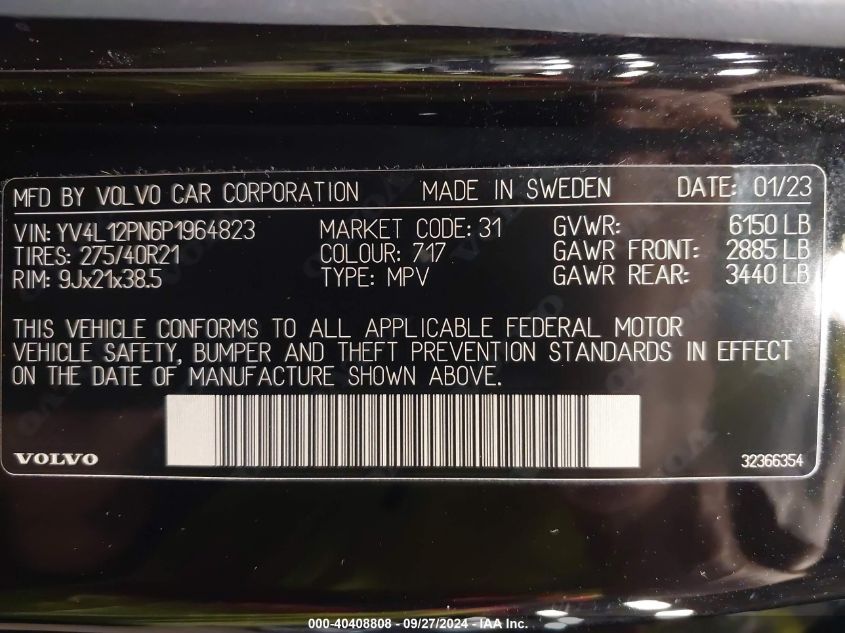 MFD BY VOLVO CAR CORPORATION MADE IN SWEDEN DATE: 01/23
VIN: YV4L12PN6P1964823 MARKET CODE: 31 GVWR: 6150 LB
TIRES: 275/40R21 COLOUR: 717 GAWR FRONT: 2885 LB
RIM: 9Jx21x38.5 TYPE: MPV GAWR REAR: 3440 LB
THIS VEHICLE CONFORMS TO ALL APPLICABLE FEDERAL MOTOR
VEHICLE SAFETY, BUMPER AND THEFT PREVENTION STANDARDS IN EFFECT
ON THE DATE OF MANUFACTURE SHOWN ABOVE.
VOLVO 32366354
000-40408808 - 09/27/2024 - IAA Inc.